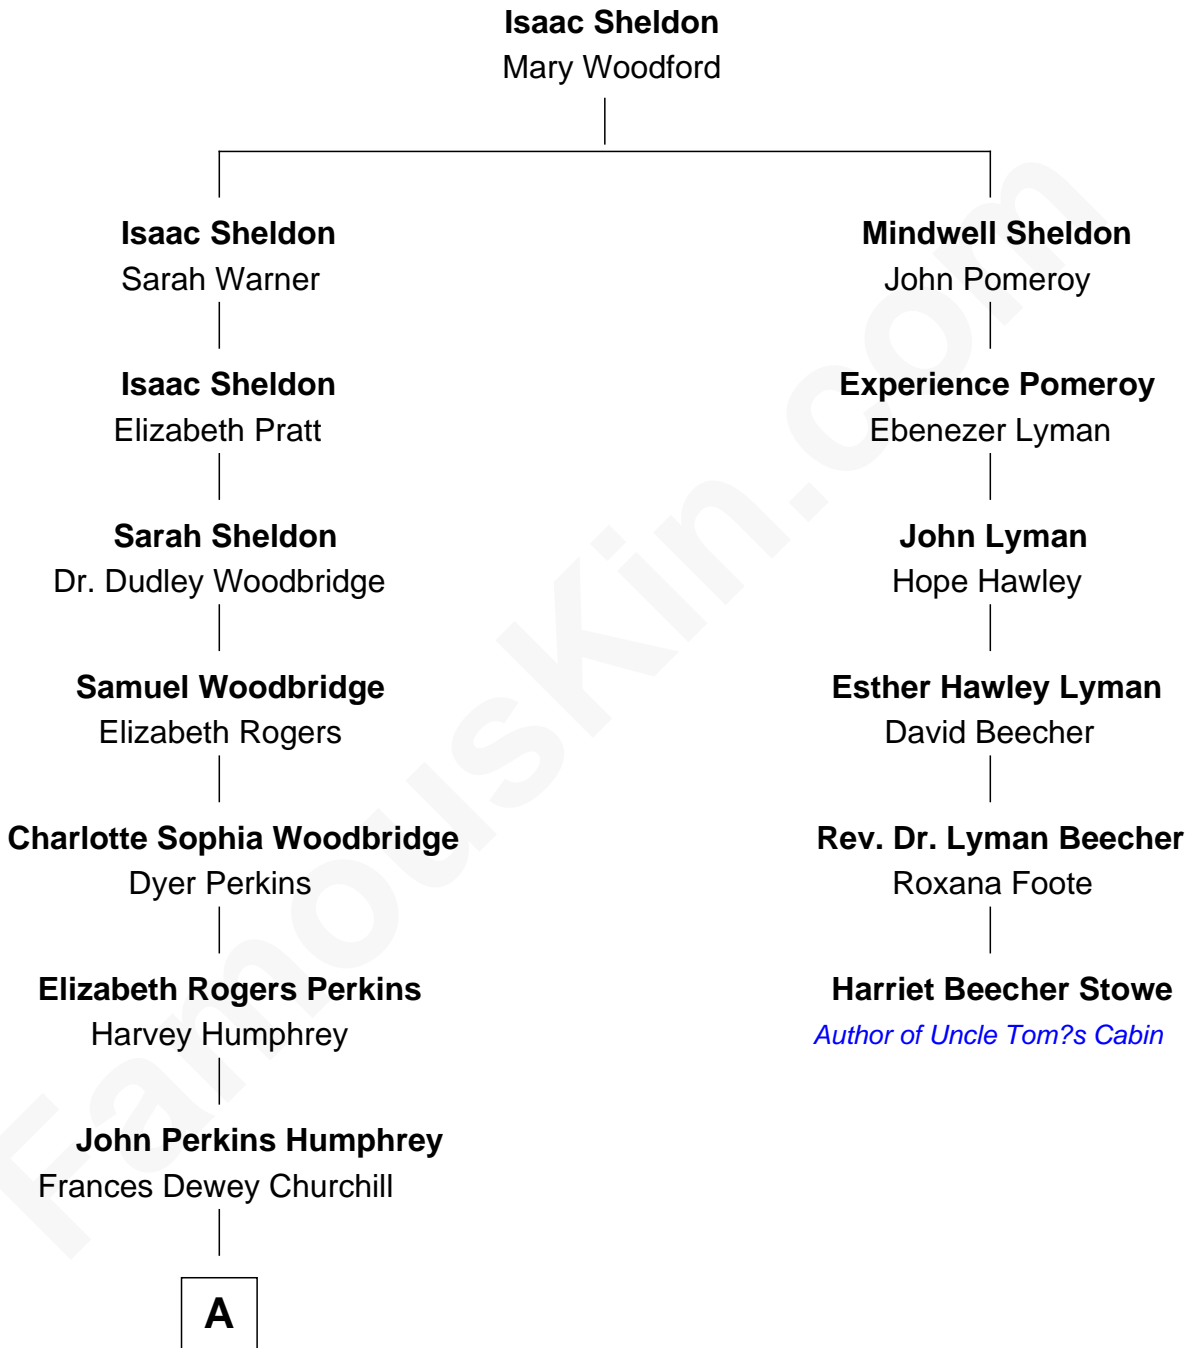 Isaac Sheldon
Mary Woodford
Isaac Sheldon
Sarah Warner
Mindwell Sheldon
John Pomeroy
Isaac Sheldon
Elizabeth Pratt
Experience Pomeroy
Ebenezer Lyman
Sarah Sheldon
Dr. Dudley Woodbridge
John Lyman
Hope Hawley
Samuel Woodbridge
Elizabeth Rogers
Esther Hawley Lyman
David Beecher
Charlotte Sophia Woodbridge
Dyer Perkins
Rev. Dr. Lyman Beecher
Roxana Foote
Elizabeth Rogers Perkins
Harvey Humphrey
Harriet Beecher Stowe
Author of Uncle Tom?s Cabin
John Perkins Humphrey
Frances Dewey Churchill
A
FamousKin.com